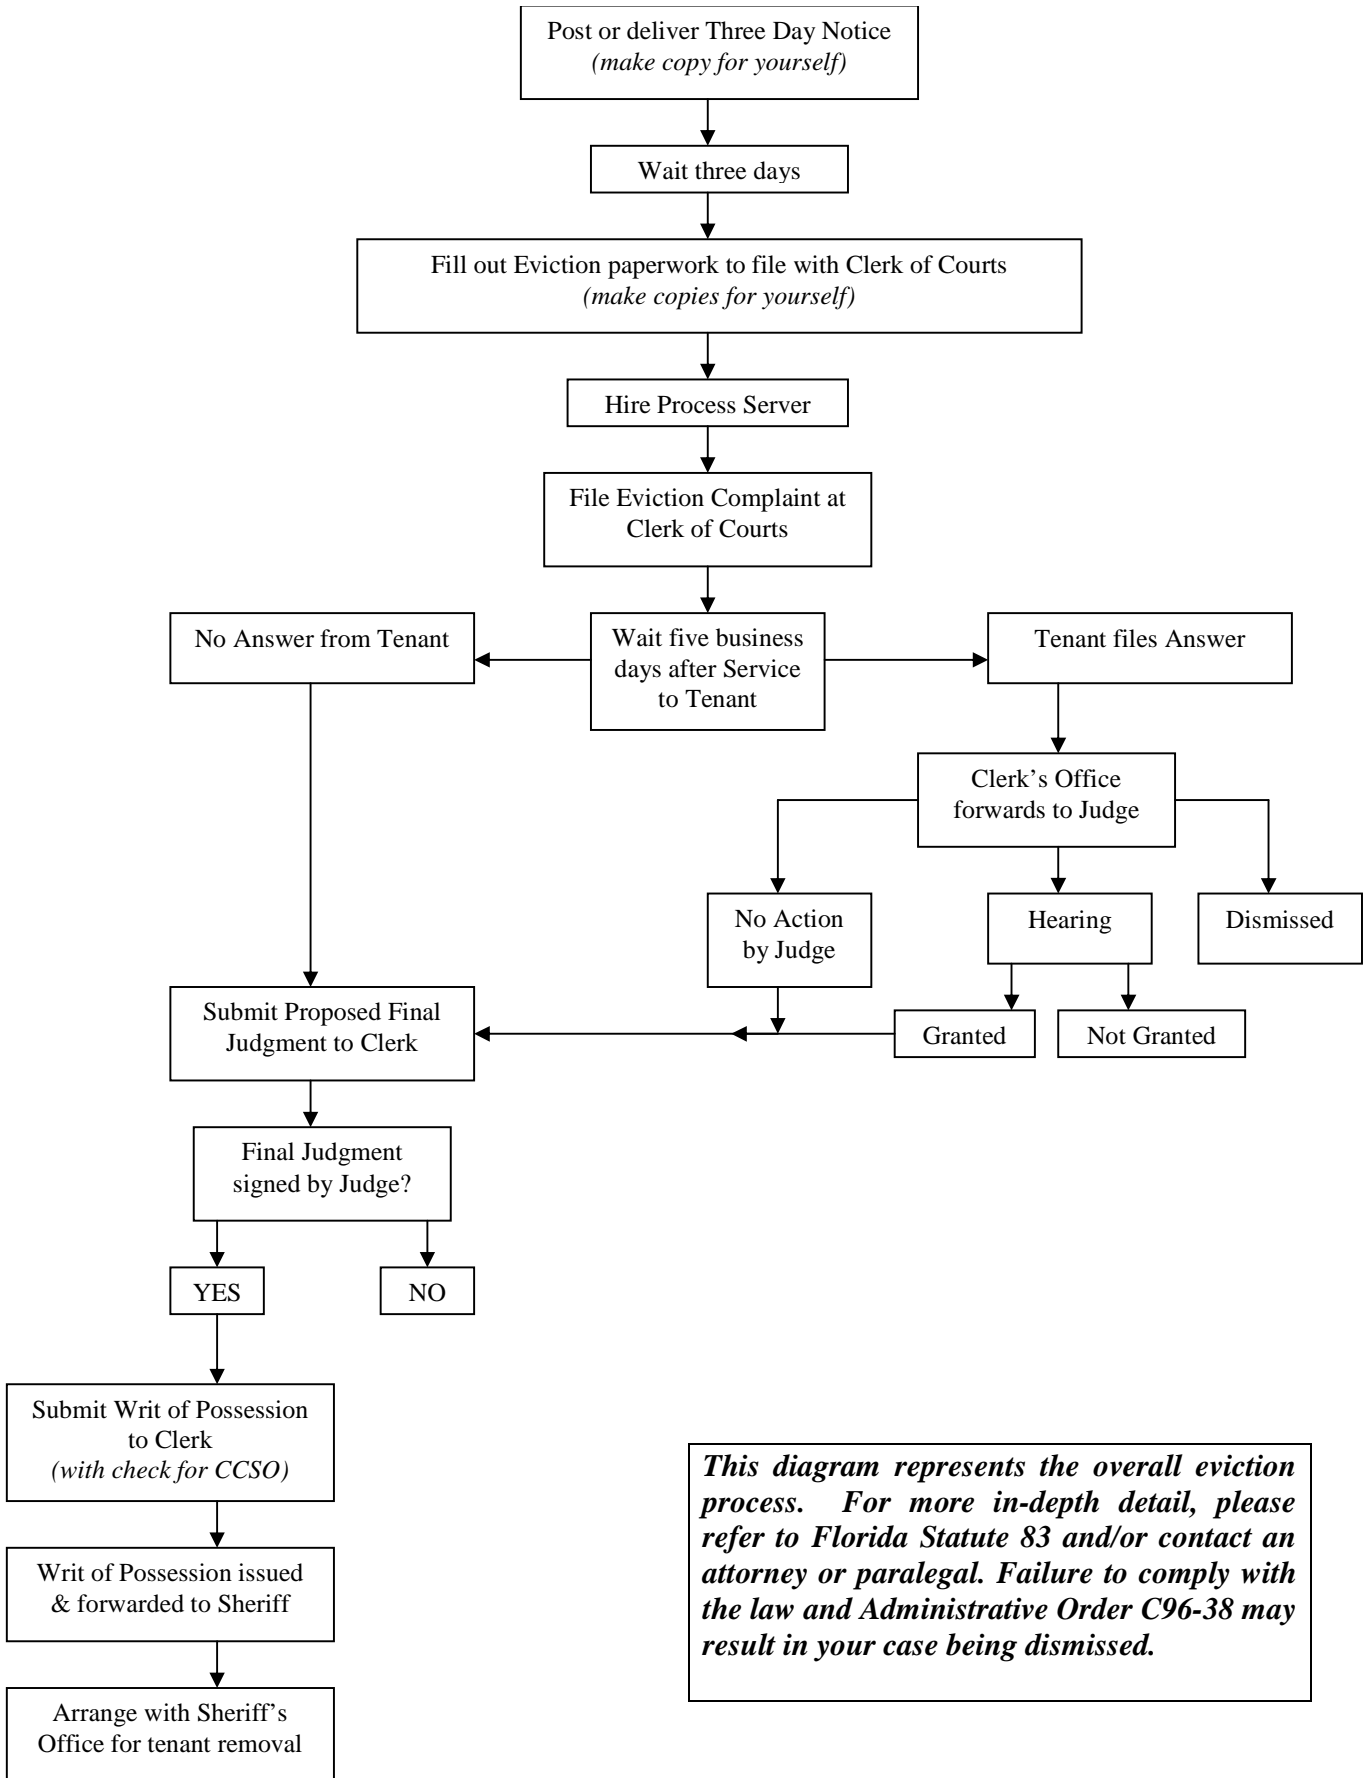 Post or deliver Three Day Notice
(make copy for yourself)
Wait three days
Fill out Eviction paperwork to file with Clerk of Courts
(make copies for yourself)
Hire Process Server
File Eviction Complaint at
Clerk of Courts
No Answer from Tenant
Wait five business
days after Service
to Tenant
Tenant files Answer
Clerk’s Office
forwards to Judge
No Action
by Judge
Hearing
Dismissed
Submit Proposed Final
Judgment to Clerk
Granted
Not Granted
Final Judgment
signed by Judge?
YES
NO
Submit Writ of Possession
to Clerk
(with check for CCSO)
Writ of Possession issued
& forwarded to Sheriff
Arrange with Sheriff’s
Office for tenant removal
This diagram represents the overall eviction
process. For more in-depth detail, please
refer to Florida Statute 83 and/or contact an
attorney or paralegal. Failure to comply with
the law and Administrative Order C96-38 may
result in your case being dismissed.